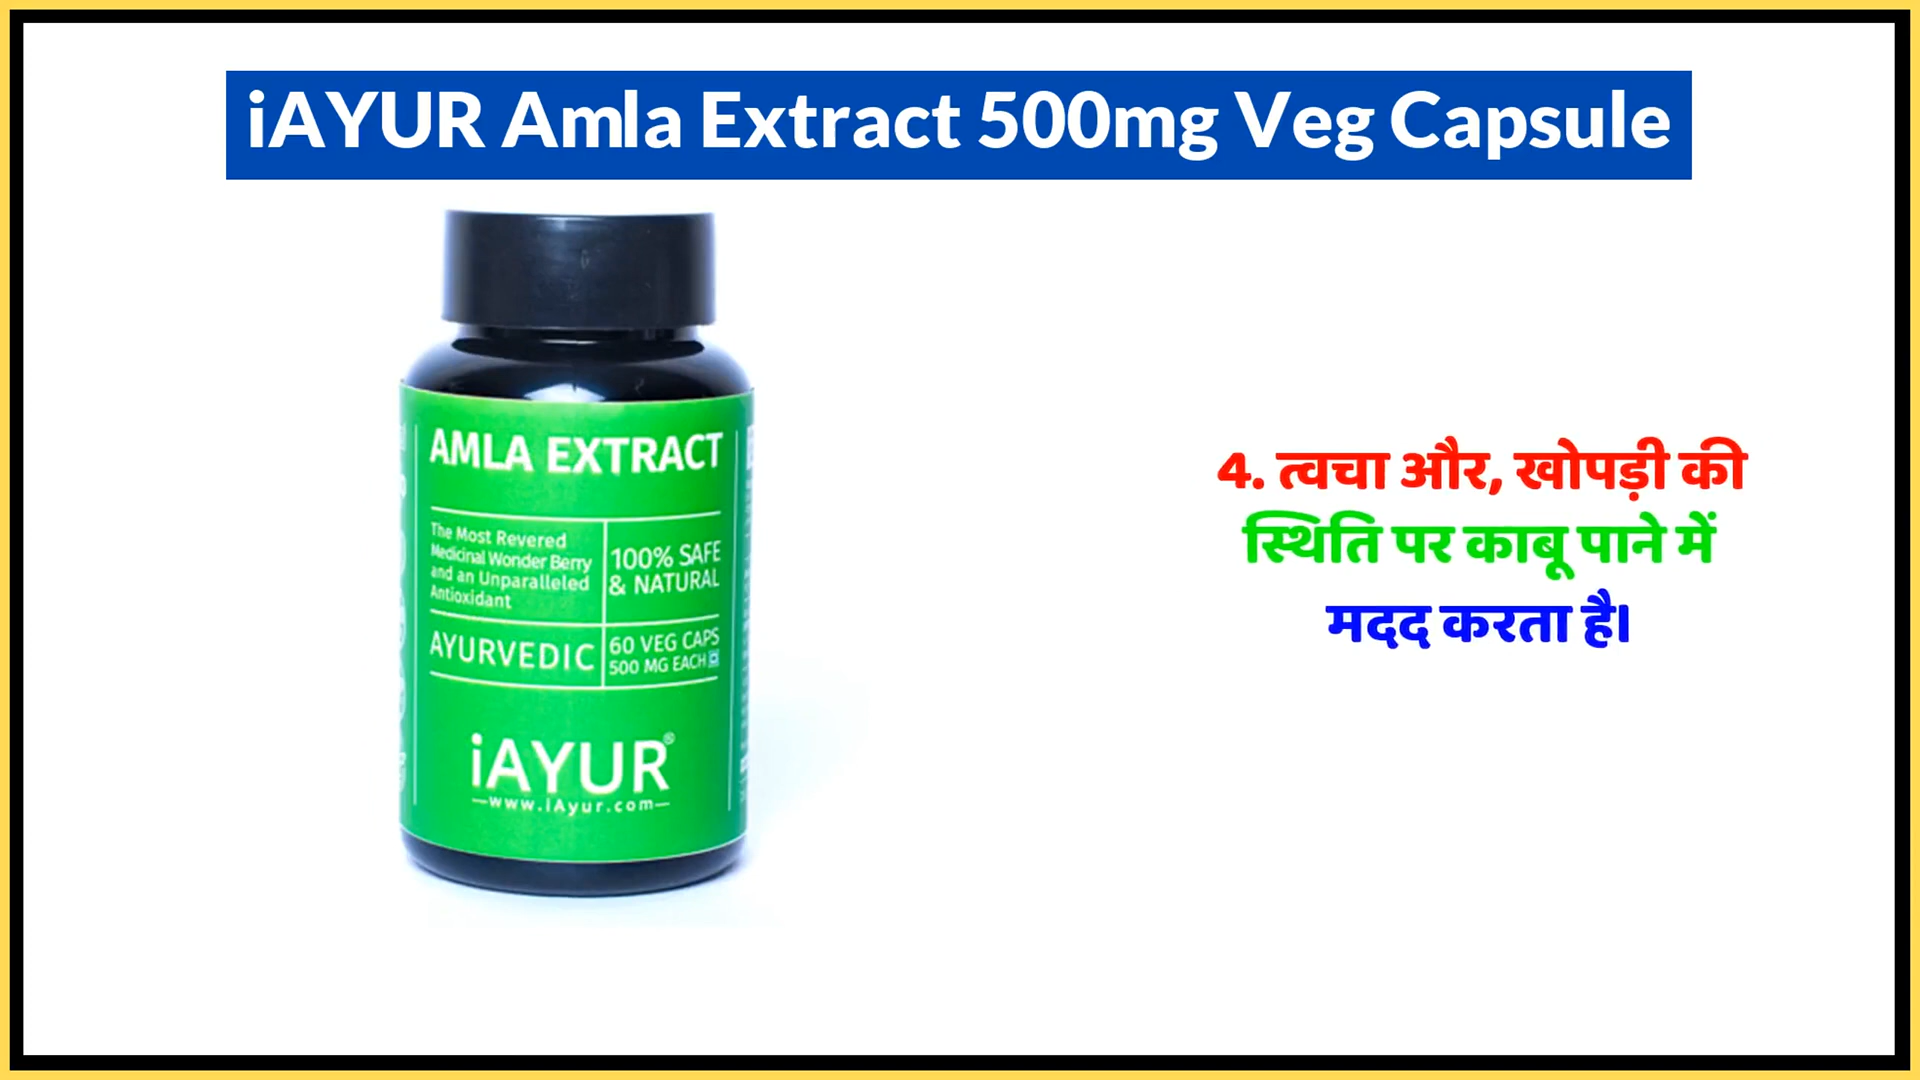 iAYUR Amla Extract 500mg Veg Capsule
AMLA EXTRACT
The Most Revered
Medicinal Wonder Berry
and an Unparalleled
Antioxidant
100% SAFE
& NATURAL
AYURVEDIC
60 VEG CAPS
500 MG EACH
iAYUR®
—www.iAyur.com—
4. त्वचा और, खोपड़ी की
स्थिति पर काबू पाने में
मदद करता है।